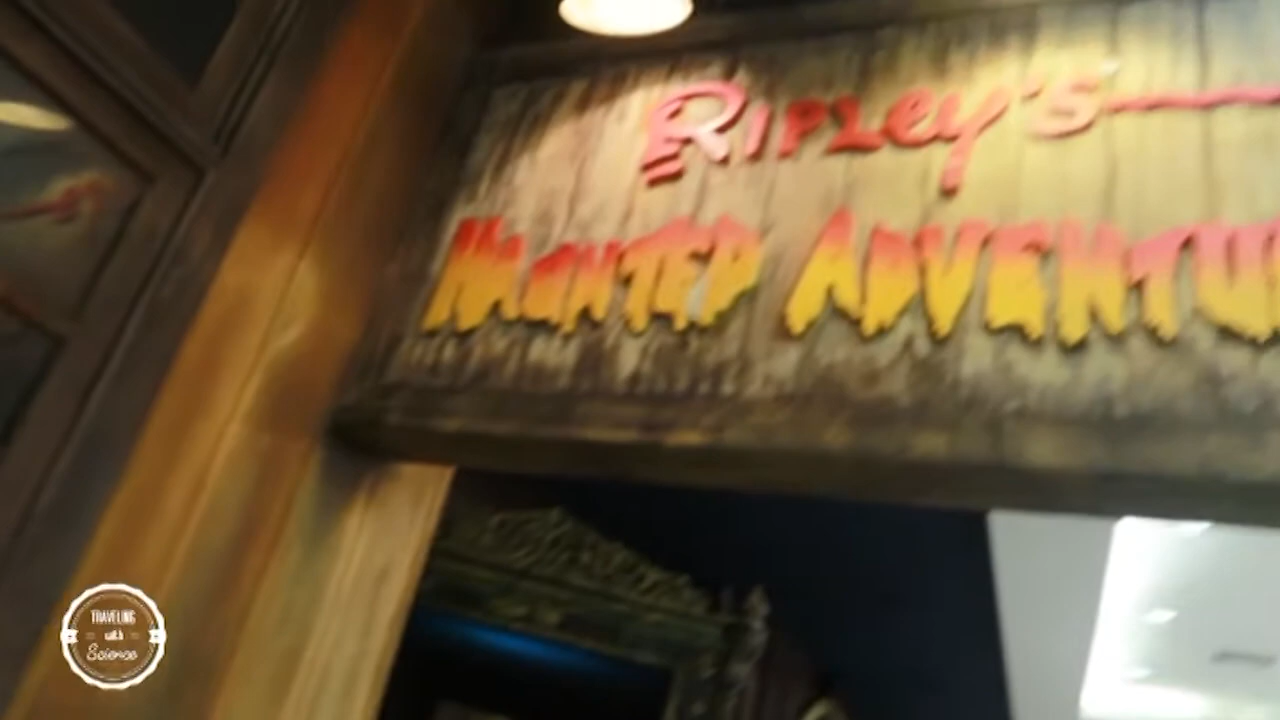 RIPLEY'S
HAUNTED ADVENTU
TRAVELING
with
Science